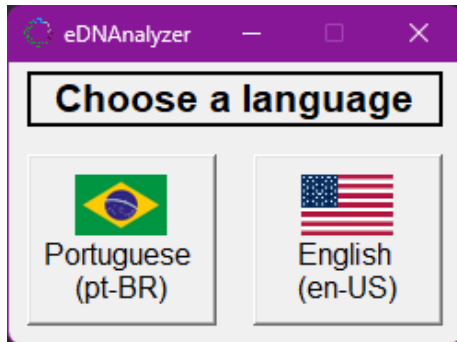 eDNAnalyzer
Choose a language
Portuguese
(pt-BR)
English
(en-US)